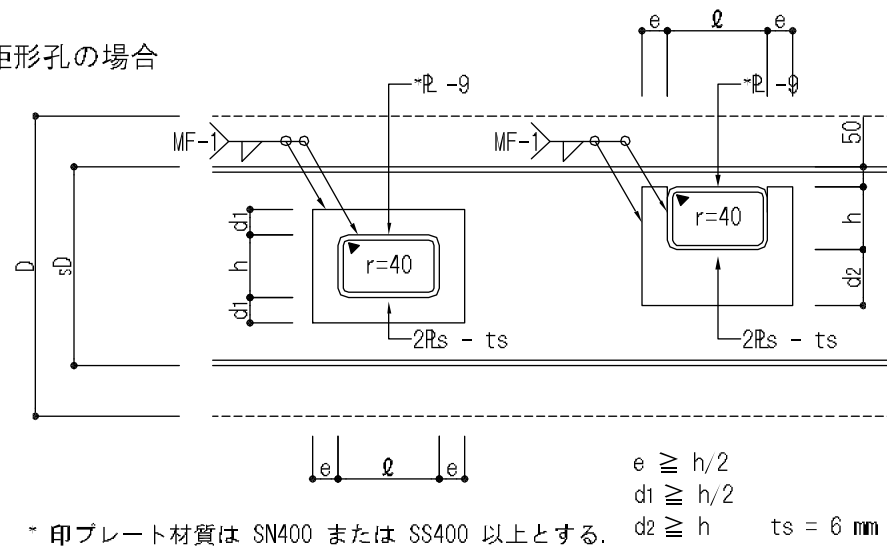 矩形孔の場合
e ℓ e
*PL -9
*PL -9
MF-1
MF-1
50
d1
r=40
h
r=40
h
D
sD
d2
d1
2PLs - ts
2PLs - ts
e ℓ e
e ≧ h/2
d1 ≧ h/2
d2 ≧ h ts = 6 mm
* 印プレート材質は SN400 または SS400 以上とする.